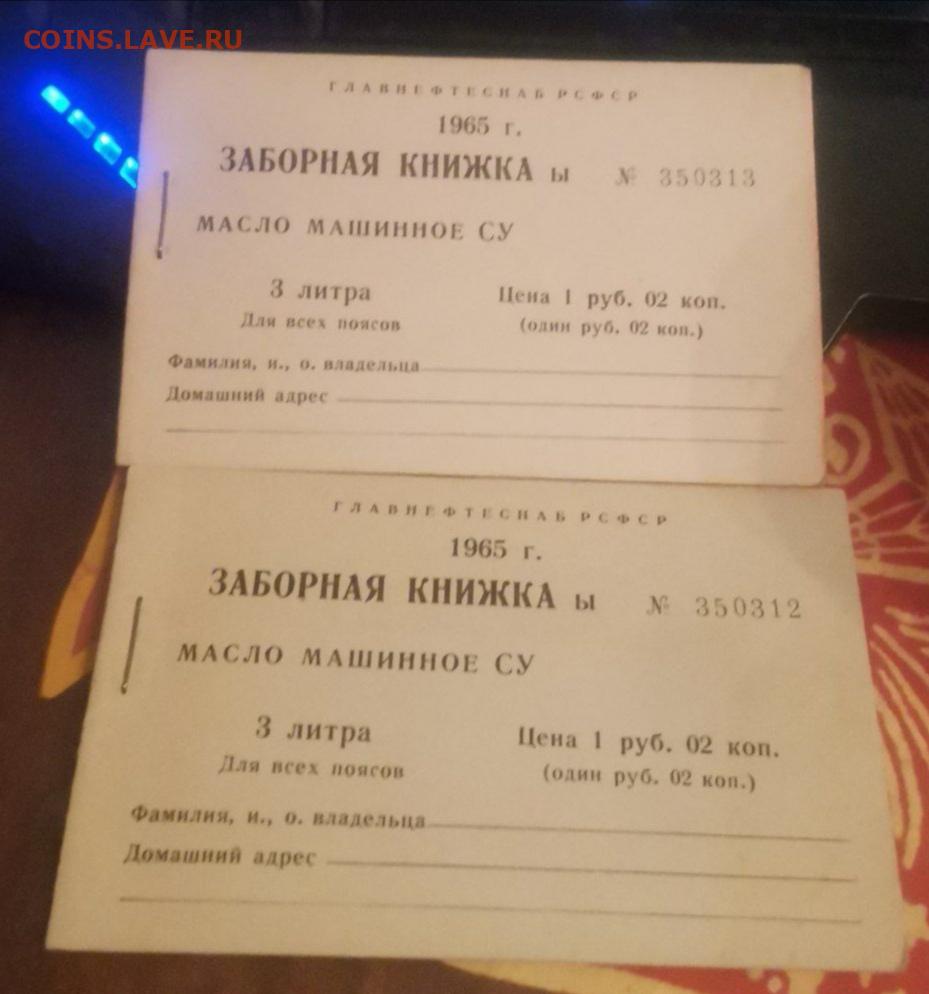 COINS.LAVE.RU
ГЛАВНЕФТЕСНАБ РСФСР
1965 г.
ЗАБОРНАЯ КНИЖКА ы № 350313
МАСЛО МАШИННОЕ СУ
3 литра Цена 1 руб. 02 коп.
Для всех поясов (один руб. 02 коп.)
Фамилия, и., о. владельца
Домашний адрес
ГЛАВНЕФТЕСНАБ РСФСР
1965 г.
ЗАБОРНАЯ КНИЖКА ы № 350312
МАСЛО МАШИННОЕ СУ
3 литра Цена 1 руб. 02 коп.
Для всех поясов (один руб. 02 коп.)
Фамилия, и., о. владельца
Домашний адрес